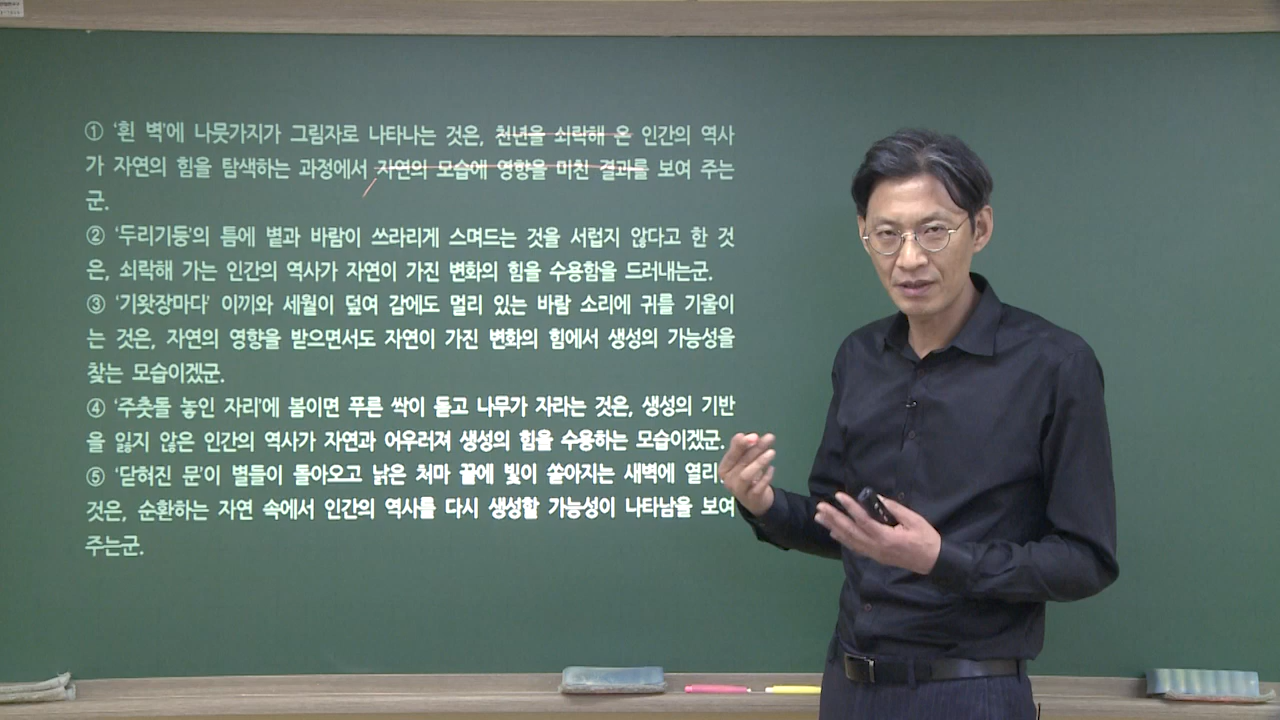 ① ‘흰 벽’에 나뭇가지가 그림자로 나타나는 것은, 천년을 쇠락해 온 인간의 역사
가 자연의 힘을 탐색하는 과정에서 자연의 모습에 영향을 미친 결과를 보여 주는
군.
② ‘두리기둥’의 틈에 볕과 바람이 쓰라리게 스며드는 것을 서럽지 않다고 한 것
은, 쇠락해 가는 인간의 역사가 자연이 가진 변화의 힘을 수용함을 드러내는군.
③ ‘기왓장마다’ 이끼와 세월이 덮여 감에도 멀리 있는 바람 소리에 귀를 기울이
는 것은, 자연의 영향을 받으면서도 자연이 가진 변화의 힘에서 생성의 가능성을
찾는 모습이겠군.
④ ‘주춧돌 놓인 자리’에 봄이면 푸른 싹이 돋고 나무가 자라는 것은, 생성의 기반
을 잃지 않은 인간의 역사가 자연과 어우러져 생성의 힘을 수용하는 모습이겠군.
⑤ ‘닫혀진 문’이 별들이 돌아오고 낡은 처마 끝에 빛이 쏟아지는 새벽에 열리
것은, 순환하는 자연 속에서 인간의 역사를 다시 생성할 가능성이 나타남을 보여
주는군.